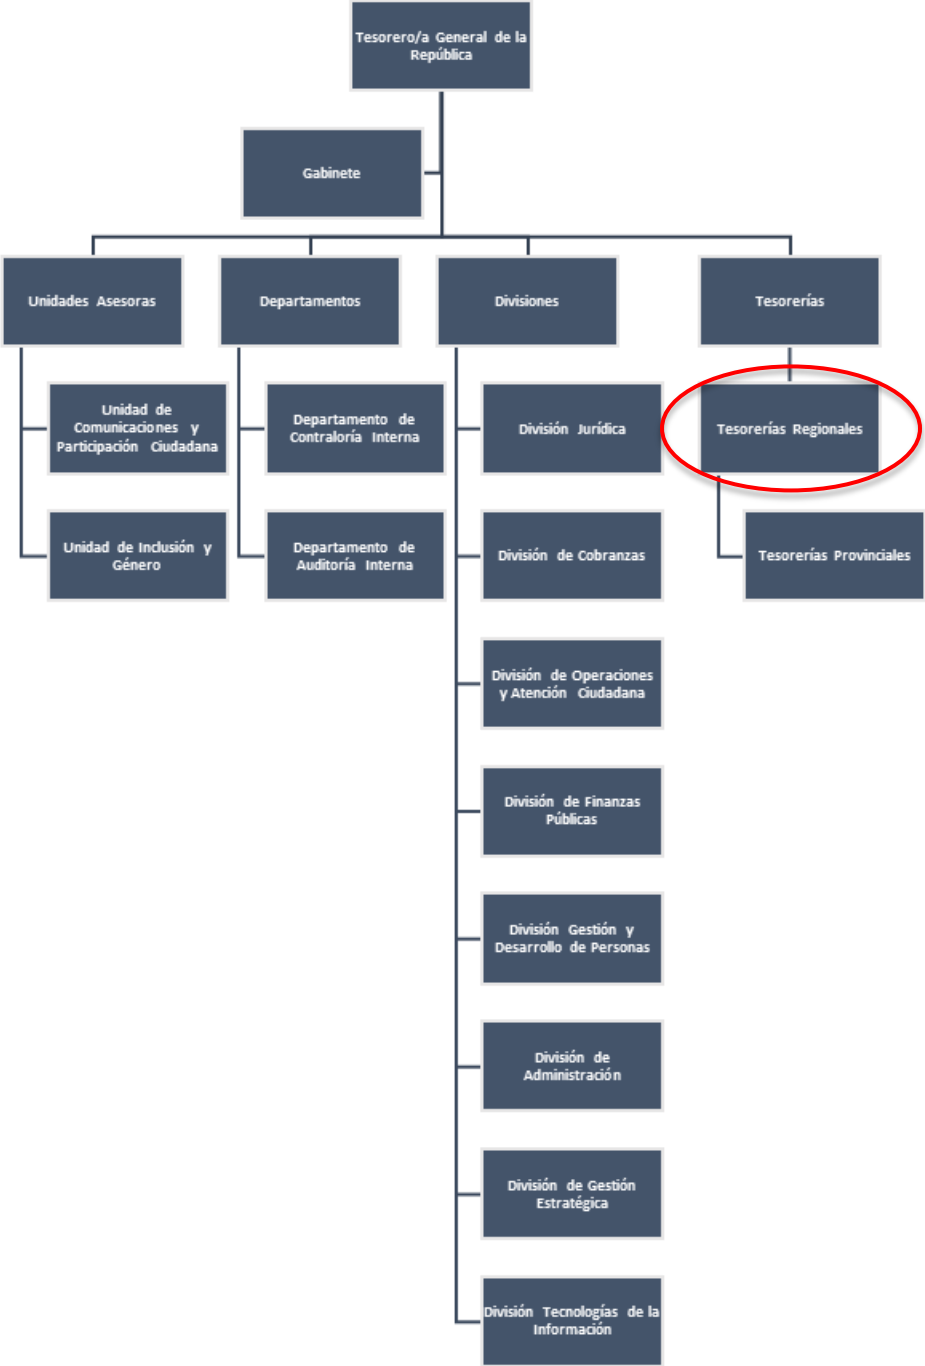 Tesorero/a General de la
República
Gabinete
Unidades Asesoras
Departamentos
Divisiones
Tesorerías
Unidad de
Comunicaciones y
Participación Ciudadana
Departamento de
Contraloría Interna
División Jurídica
Tesorerías Regionales
Unidad de Inclusión y
Género
Departamento de
Auditoría Interna
División de Cobranzas
Tesorerías Provinciales
División de Operaciones
y Atención Ciudadana
División de Finanzas
Públicas
División Gestión y
Desarrollo de Personas
División de
Administración
División de Gestión
Estratégica
División Tecnologías de la
Información